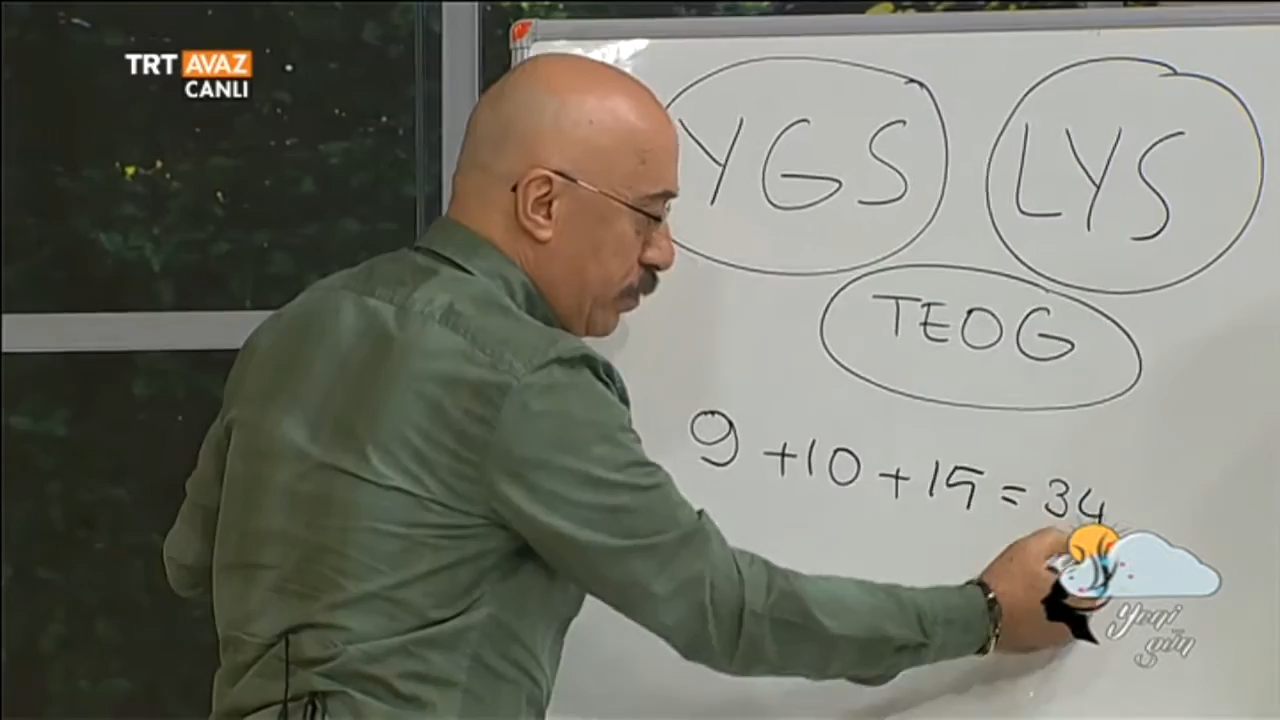 TRT AVAZ
CANLI
YGS
LYS
TEOG
9+10+15=34
Yeni
gün